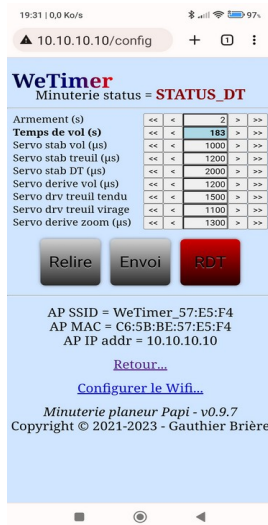 19:31 | 0,0 Ko/s 97%
10.10.10.10/config + 1
WeTimer
Minuterie status = STATUS_DT
Armement (s) << < 2 > >>
Temps de vol (s) << < 183 > >>
Servo stab vol (µs) << < 1000 > >>
Servo stab treuil (µs) << < 1200 > >>
Servo stab DT (µs) << < 2000 > >>
Servo derive vol (µs) << < 1200 > >>
Servo drv treuil tendu << < 1500 > >>
Servo drv treuil virage << < 1100 > >>
Servo derive zoom (µs) << < 1300 > >>
Relire Envoi RDT
AP SSID = WeTimer_57:E5:F4
AP MAC = C6:5B:BE:57:E5:F4
AP IP addr = 10.10.10.10
Retour...
Configurer le Wifi...
Minuterie planeur Papi - v0.9.7
Copyright © 2021-2023 - Gauthier Brière